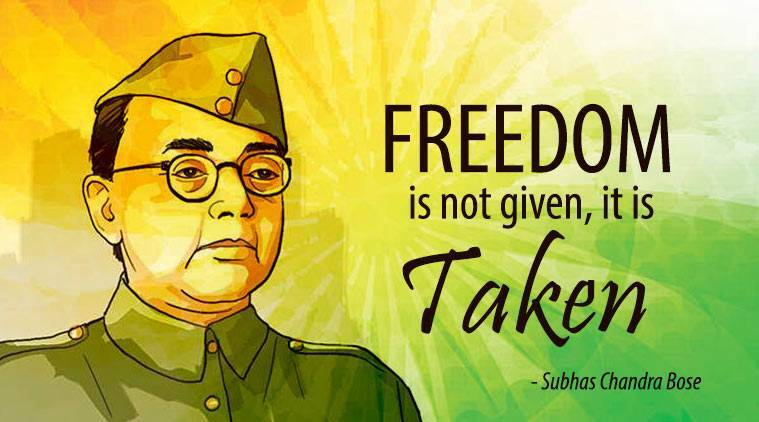 FREEDOM
is not given, it is
Taken
- Subhas Chandra Bose